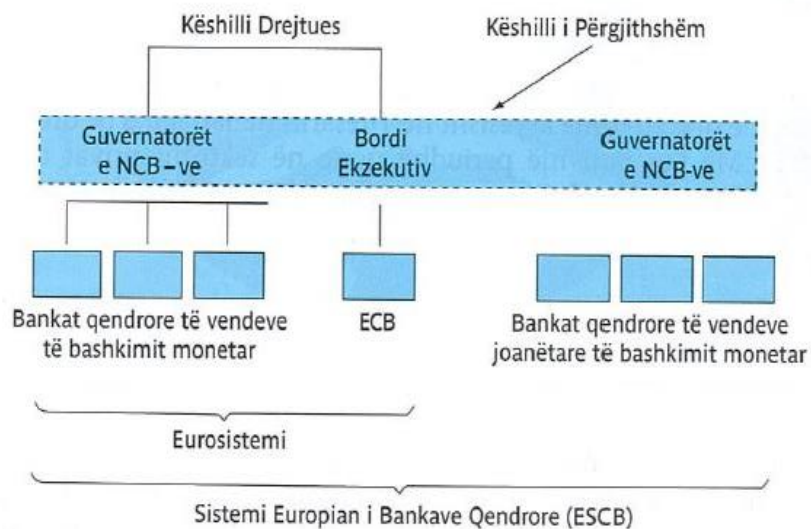 Këshilli Drejtues
Këshilli i Përgjithshëm
Guvernatorët
e NCB-ve
Bordi
Ekzekutiv
Guvernatorët
e NCB-ve
Bankat qendrore të vendeve
të bashkimit monetar
ECB
Bankat qendrore të vendeve
joanëtare të bashkimit monetar
Eurosistemi
Sistemi Europian i Bankave Qendrore (ESCB)